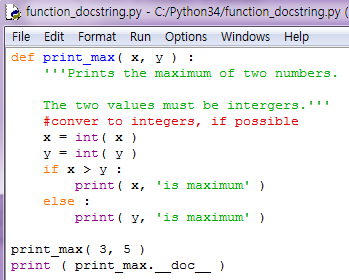 function_docstring.py - C:/Python34/function_docstring.py (
File Edit Format Run Options Windows Help
def print_max( x, y ) :
    '''Prints the maximum of two numbers.

    The two values must be intergers.'''
    #conver to integers, if possible
    x = int( x )
    y = int( y )
    if x > y :
        print( x, 'is maximum' )
    else :
        print( y, 'is maximum' )

print_max( 3, 5 )
print ( print_max.__doc__ )